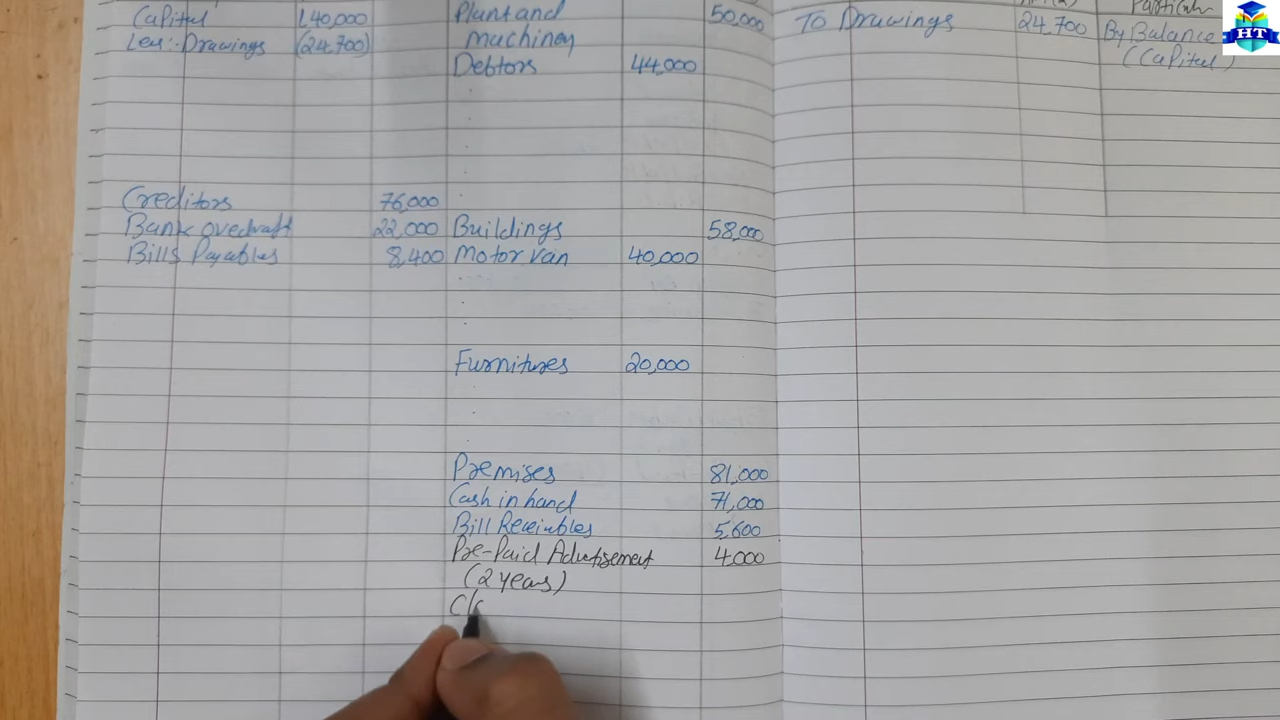 Capital 1,40,000 Plant and 50,000 To Drawings 24,700 By Balance
Less:- Drawings (24,700) machinery (Capital)
Debtors 44,000
Creditors 76,000
Bank ovedraft 22,000 Buildings 58,000
Bills Payables 8,400 Motor van 40,000
Furnitures 20,000
Premises 81,000
Cash in hand 71,000
Bill Receivables 5,600
Pre-Paid Advertisement 4,000
(2 years)
HT